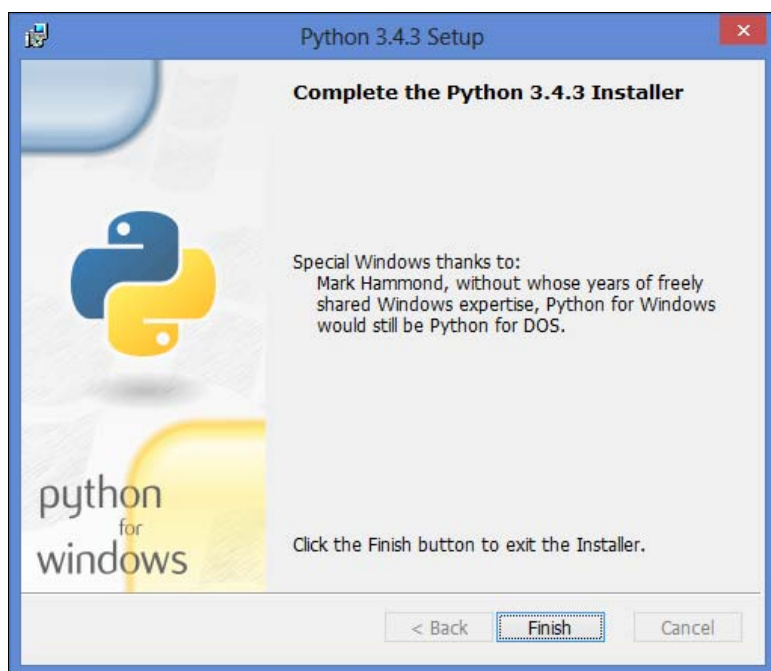 Python 3.4.3 Setup
Complete the Python 3.4.3 Installer
Special Windows thanks to:
Mark Hammond, without whose years of freely
shared Windows expertise, Python for Windows
would still be Python for DOS.
python
for
windows
Click the Finish button to exit the Installer.
< Back
Finish
Cancel